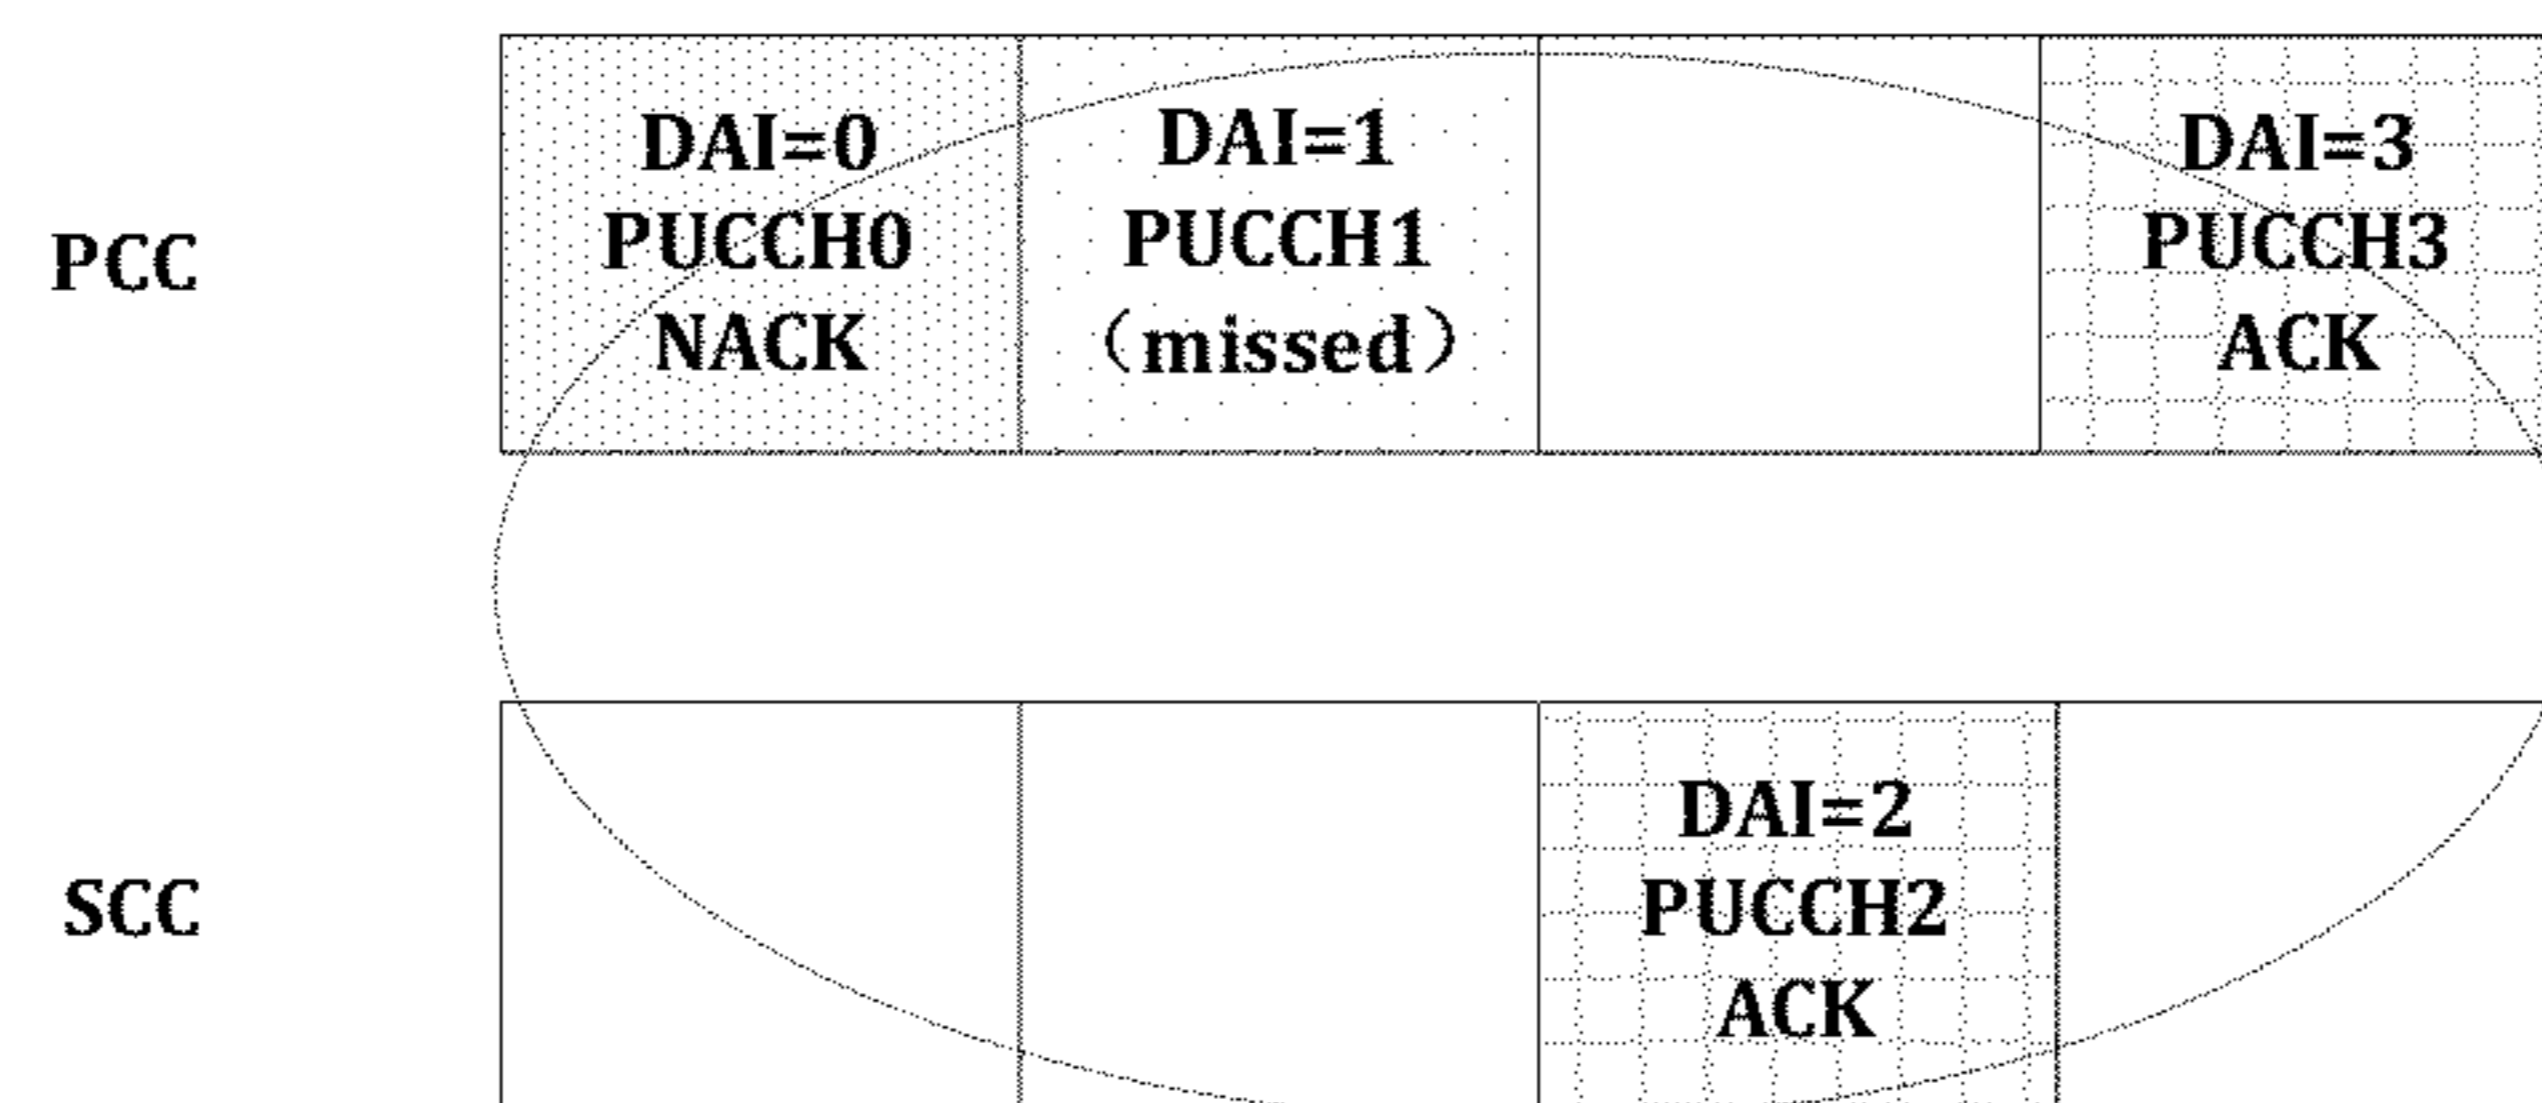 PCC
DAI=0
PUCCH0
NACK
DAI=1
PUCCH1
（missed）
DAI=3
PUCCH3
ACK
SCC
DAI=2
PUCCH2
ACK